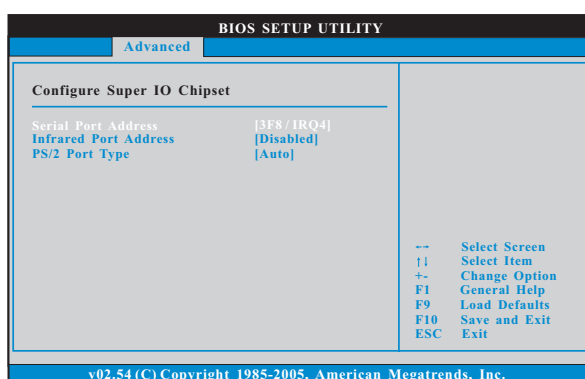 BIOS SETUP UTILITY
Advanced
Configure Super IO Chipset
Serial Port Address [3F8 / IRQ4]
Infrared Port Address [Disabled]
PS/2 Port Type [Auto]
←→ Select Screen
↑↓ Select Item
+- Change Option
F1 General Help
F9 Load Defaults
F10 Save and Exit
ESC Exit
v02.54 (C) Copyright 1985-2005, American Megatrends, Inc.